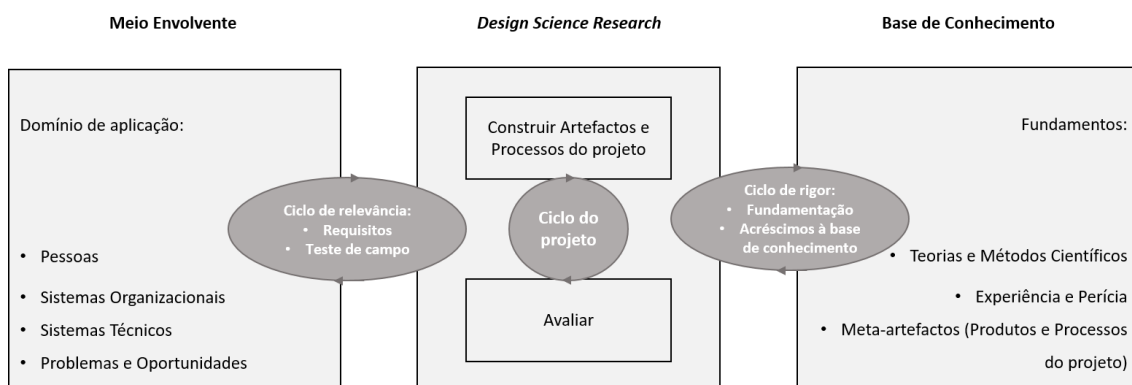 Meio Envolvente
Design Science Research
Base de Conhecimento
Domínio de aplicação:
• Pessoas
• Sistemas Organizacionais
• Sistemas Técnicos
• Problemas e Oportunidades
Ciclo de relevância:
• Requisitos
• Teste de campo
Construir Artefactos e
Processos do projeto
Ciclo do
projeto
Avaliar
Ciclo de rigor:
• Fundamentação
• Acréscimos à base
de conhecimento
Fundamentos:
• Teorias e Métodos Científicos
• Experiência e Perícia
• Meta-artefactos (Produtos e Processos
do projeto)